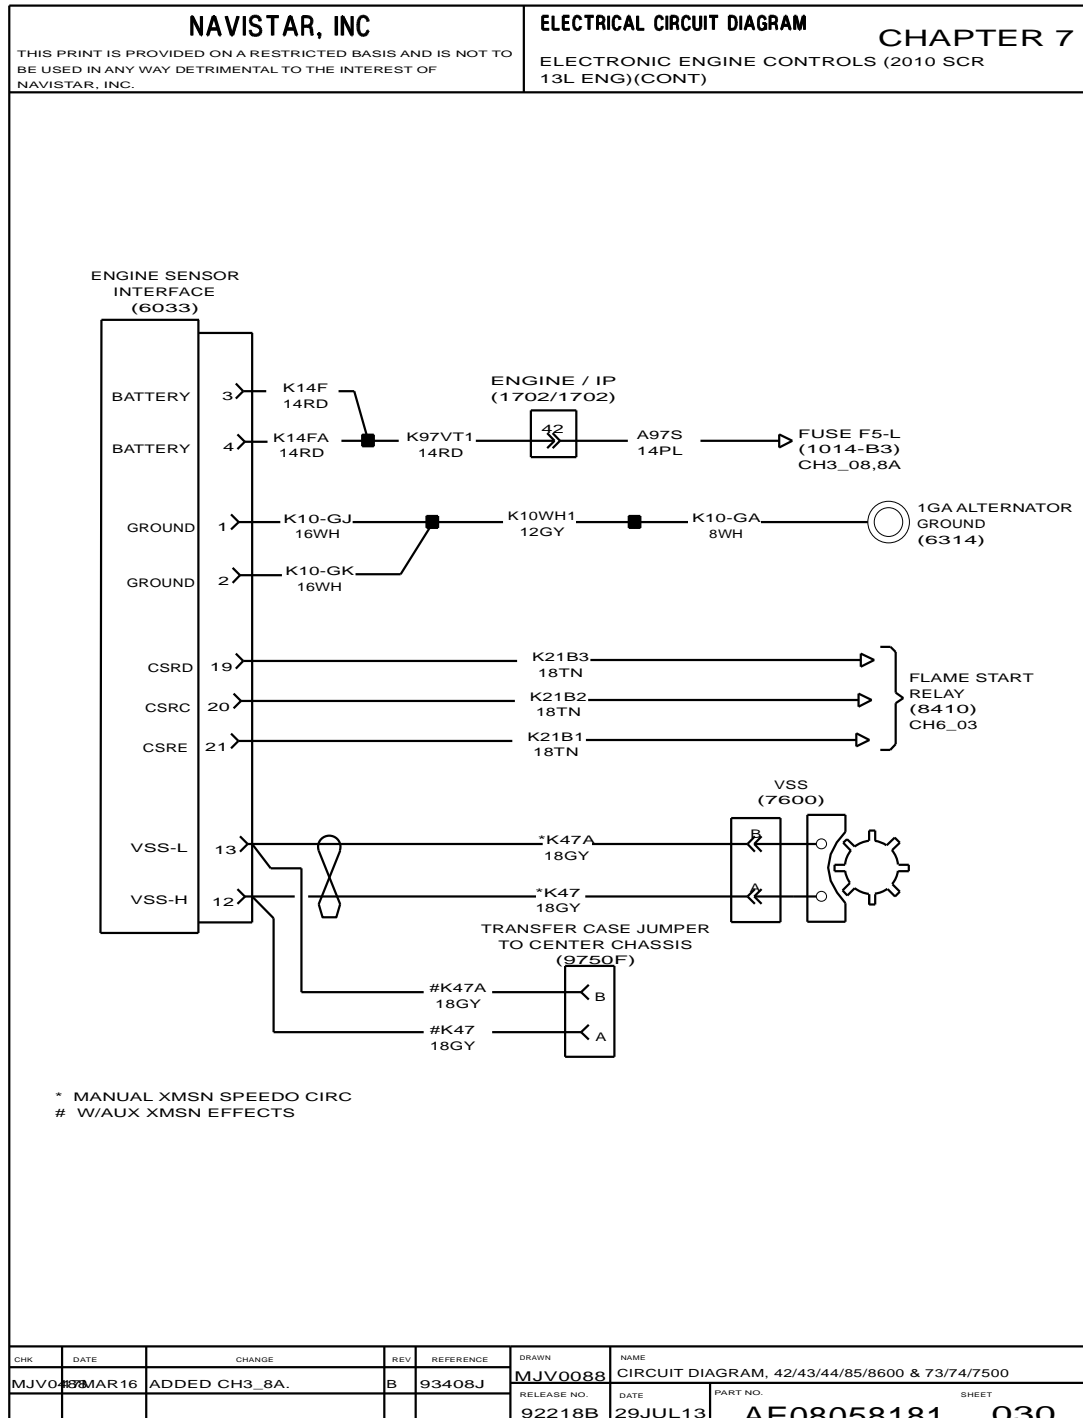 NAVISTAR, INC
THIS PRINT IS PROVIDED ON A RESTRICTED BASIS AND IS NOT TO
BE USED IN ANY WAY DETRIMENTAL TO THE INTEREST OF
NAVISTAR, INC.
ELECTRICAL CIRCUIT DIAGRAM
CHAPTER 7
ELECTRONIC ENGINE CONTROLS (2010 SCR
13L ENG)(CONT)
ENGINE SENSOR
INTERFACE
(6033)
BATTERY 3
K14F
14RD
BATTERY 4
K14FA
14RD
K97VT1
14RD
ENGINE / IP
(1702/1702)
42
A97S
14PL
FUSE F5-L
(1014-B3)
CH3_08,8A
GROUND 1
K10-GJ
16WH
K10WH1
12GY
K10-GA
8WH
1GA ALTERNATOR
GROUND
(6314)
GROUND 2
K10-GK
16WH
CSRD 19
K21B3
18TN
CSRC 20
K21B2
18TN
CSRE 21
K21B1
18TN
FLAME START
RELAY
(8410)
CH6_03
VSS
(7600)
VSS-L 13
*K47A
18GY
B
VSS-H 12
*K47
18GY
A
TRANSFER CASE JUMPER
TO CENTER CHASSIS
(9750F)
#K47A
18GY
B
#K47
18GY
A
* MANUAL XMSN SPEEDO CIRC
# W/AUX XMSN EFFECTS
CHK DATE CHANGE REV REFERENCE
MJV0488 MAR16 ADDED CH3_8A. B 93408J
DRAWN
MJV0088
NAME
CIRCUIT DIAGRAM, 42/43/44/85/8600 & 73/74/7500
RELEASE NO.
92218B
DATE
29JUL13
PART NO.
AE08058181
SHEET
030